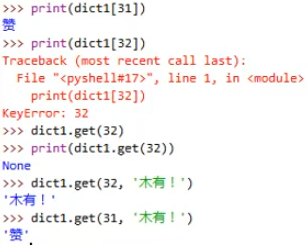 >>> print(dict1[31])
赞
>>> print(dict1[32])
Traceback (most recent call last):
  File "<pyshell#17>", line 1, in <module>
    print(dict1[32])
KeyError: 32
>>> dict1.get(32)
>>> print(dict1.get(32))
None
>>> dict1.get(32, '木有！')
'木有！'
>>> dict1.get(31, '木有！')
'赞'